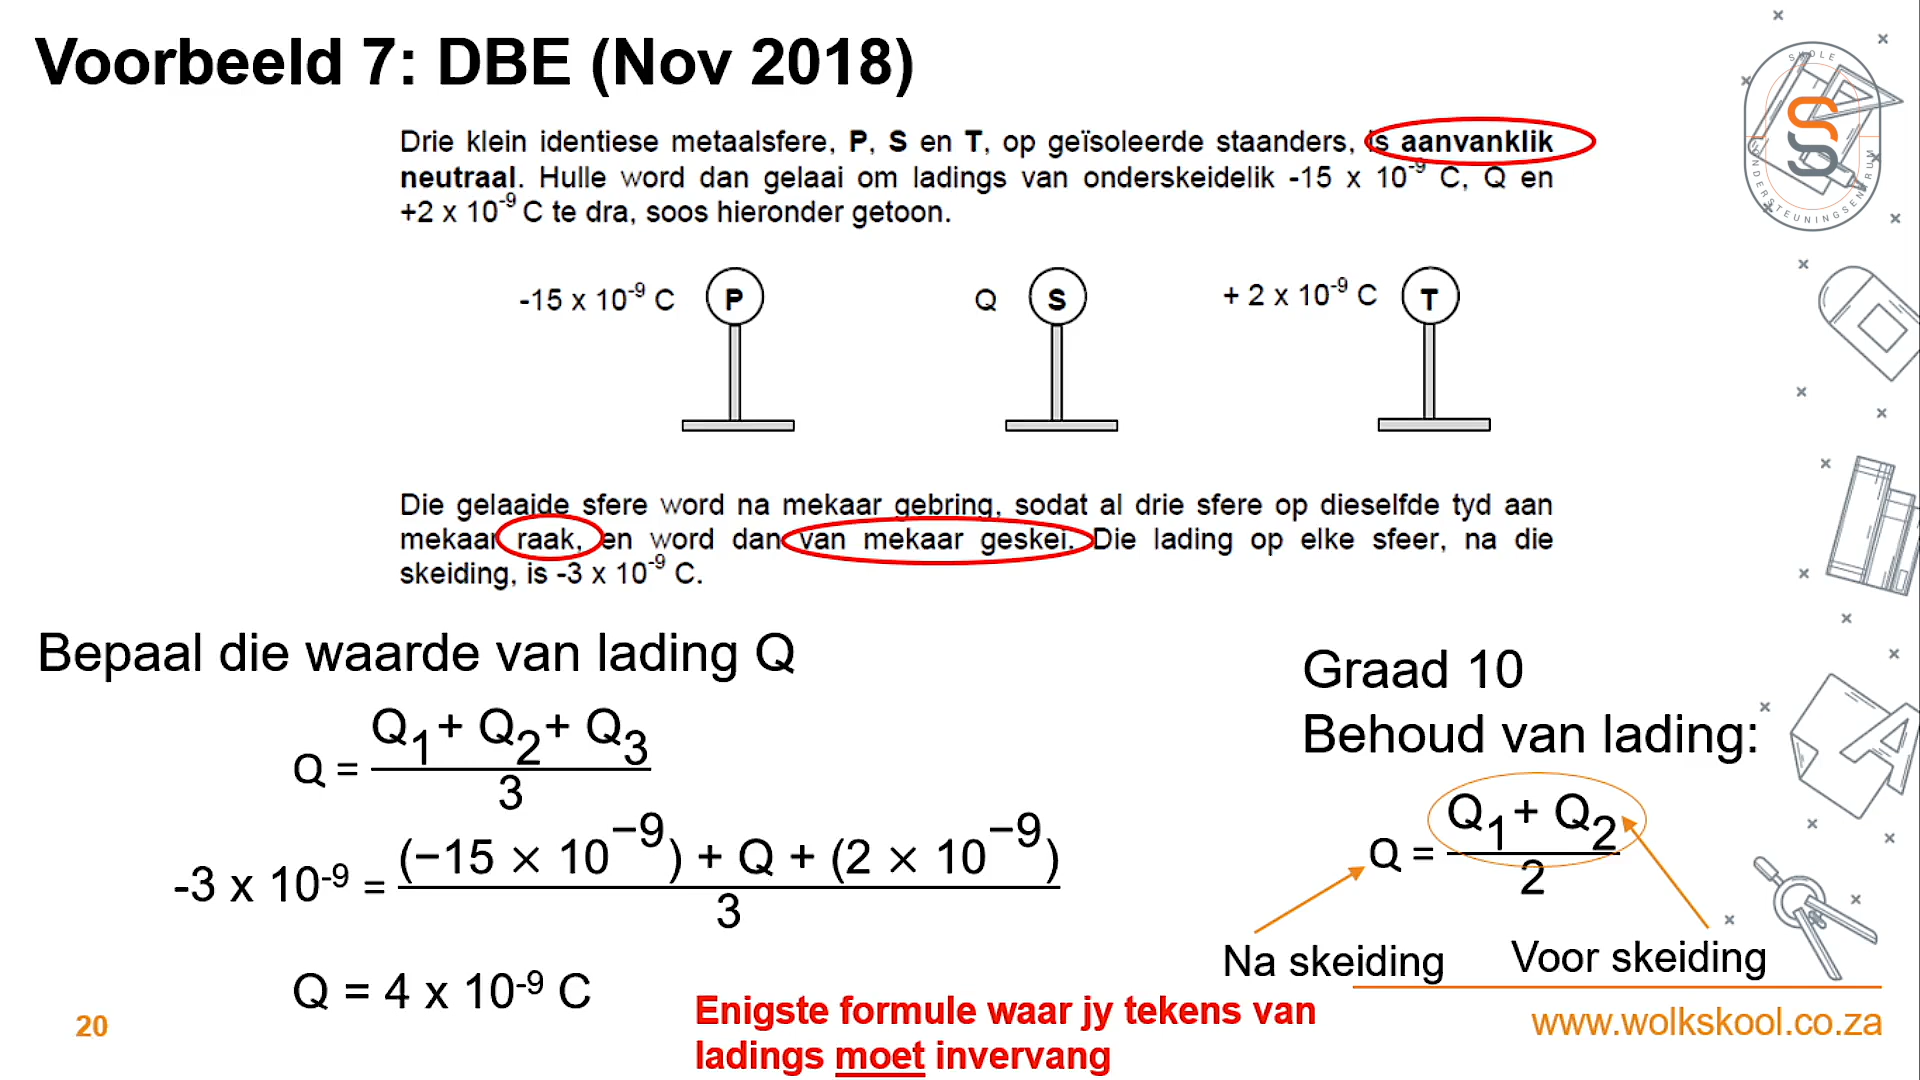 Voorbeeld 7: DBE (Nov 2018)
SKOLE
ONDERSTEUNINGSENTRUM
Drie klein identiese metaalsfere, P, S en T, op geïsoleerde staanders, is aanvanklik
neutraal. Hulle word dan gelaai om ladings van onderskeidelik -15 x 10⁻⁹ C, Q en
+2 x 10⁻⁹ C te dra, soos hieronder getoon.
-15 x 10⁻⁹ C P Q S + 2 x 10⁻⁹ C T
Die gelaaide sfere word na mekaar gebring, sodat al drie sfere op dieselfde tyd aan
mekaar raak, en word dan van mekaar geskei. Die lading op elke sfeer, na die
skeiding, is -3 x 10⁻⁹ C.
Bepaal die waarde van lading Q
Q = (Q₁ + Q₂ + Q₃) / 3
-3 x 10⁻⁹ = ((−15 × 10⁻⁹) + Q + (2 × 10⁻⁹)) / 3
Q = 4 x 10⁻⁹ C
Graad 10
Behoud van lading:
Q = (Q₁ + Q₂) / 2
Na skeiding
Voor skeiding
Enigste formule waar jy tekens van
ladings moet invervang
20
www.wolkskool.co.za